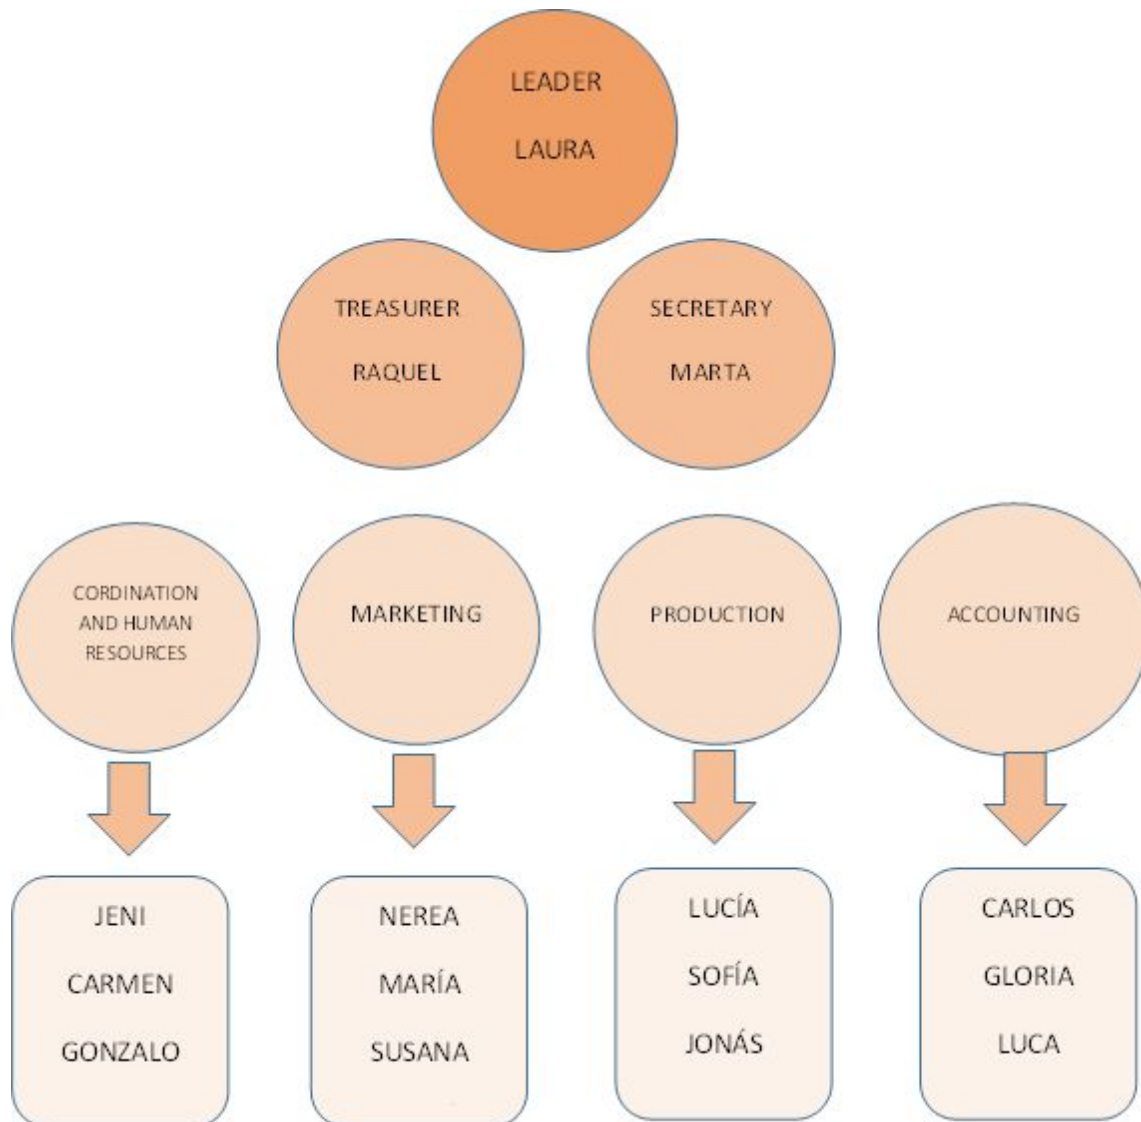 LEADER
LAURA
TREASURER
RAQUEL
SECRETARY
MARTA
CORDINATION
AND HUMAN
RESOURCES
MARKETING
PRODUCTION
ACCOUNTING
JENI
CARMEN
GONZALO
NEREA
MARÍA
SUSANA
LUCÍA
SOFÍA
JONÁS
CARLOS
GLORIA
LUCA